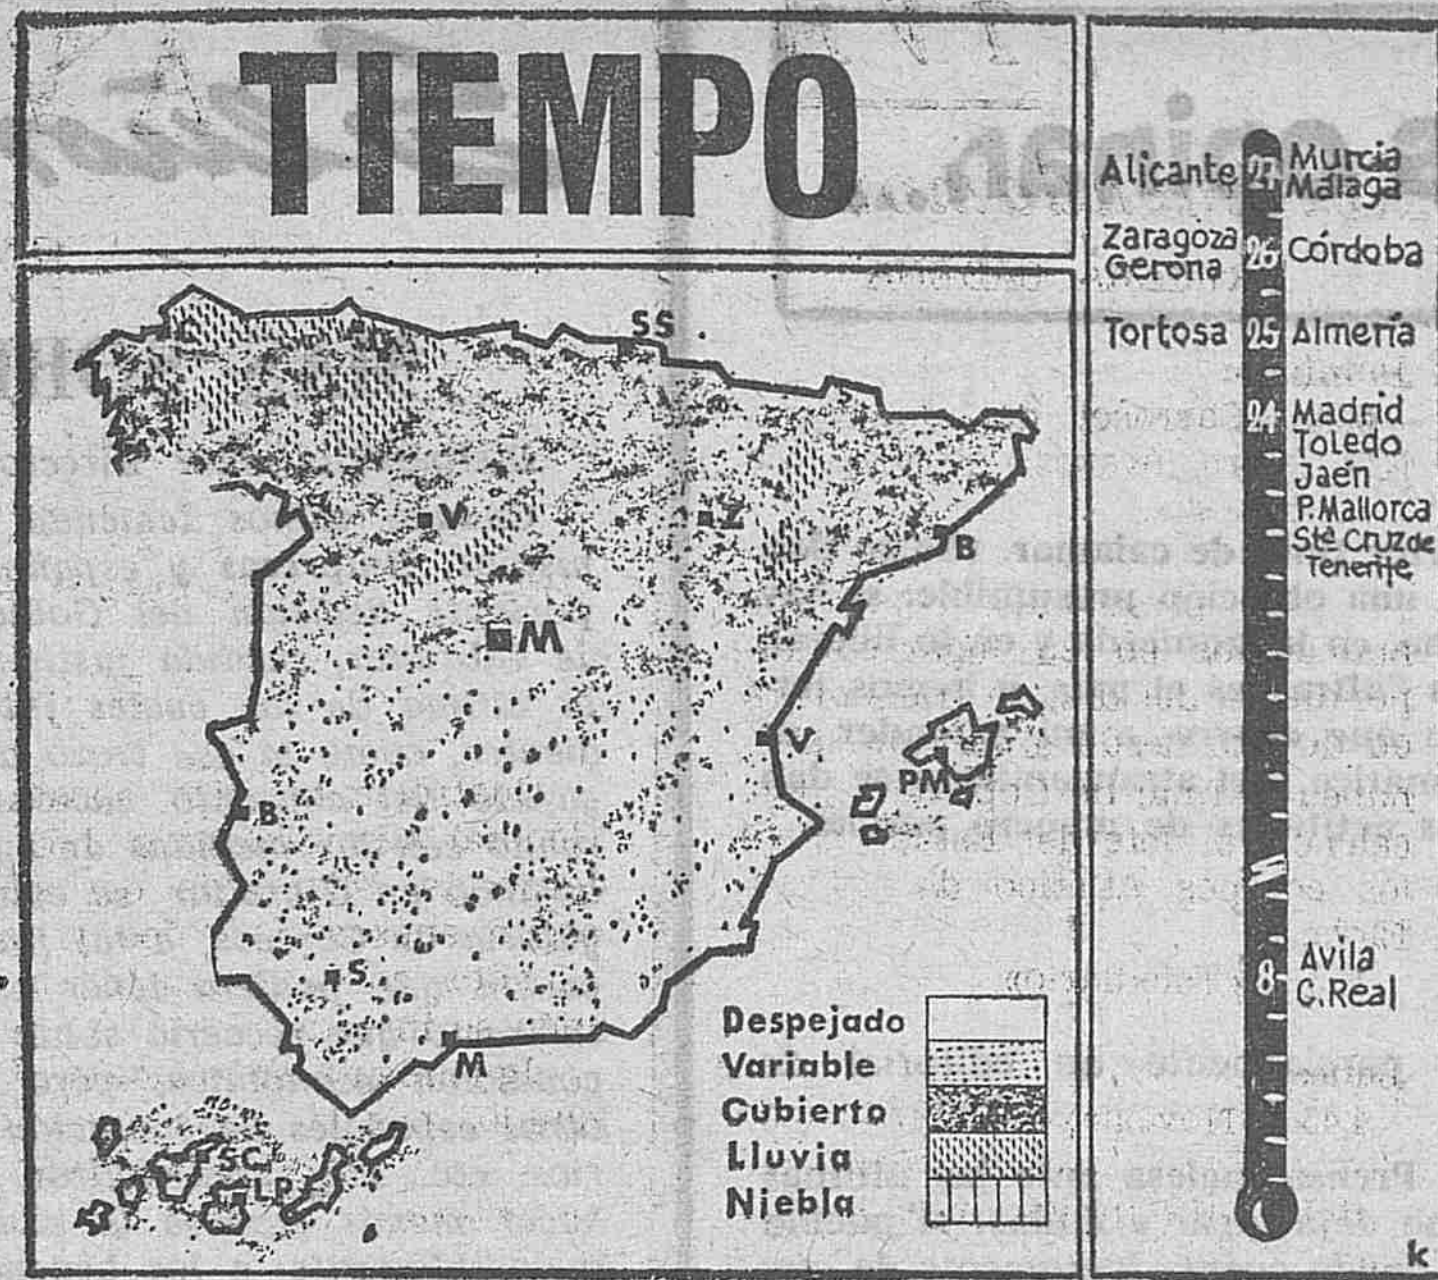 TIEMPO
C
SS
V
Z
B
M
V
PM
B
S
M
SC
LP
Despejado
Variable
Cubierto
Lluvia
Niebla
Alicante 27 Murcia
Málaga
Zaragoza 26 Córdoba
Gerona
Tortosa 25 Almería
24 Madrid
Toledo
Jaén
P. Mallorca
Sta Cruz de
Tenerife
8 Avila
C. Real
k